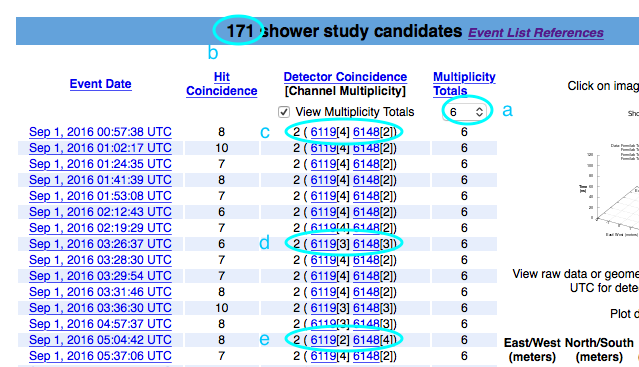 171 shower study candidates Event List References
b
Event Date
Hit Coincidence
Detector Coincidence
[Channel Multiplicity]
Multiplicity Totals
Click on imag
View Multiplicity Totals
6
a
Sho
Sep 1, 2016 00:57:38 UTC 8 c 2 ( 6119[4] 6148[2]) 6
Sep 1, 2016 01:02:17 UTC 10 2 ( 6119[4] 6148[2]) 6
Sep 1, 2016 01:24:35 UTC 7 2 ( 6119[4] 6148[2]) 6
Sep 1, 2016 01:41:39 UTC 8 2 ( 6119[4] 6148[2]) 6
Sep 1, 2016 01:53:08 UTC 7 2 ( 6119[4] 6148[2]) 6
Sep 1, 2016 02:12:43 UTC 6 2 ( 6119[4] 6148[2]) 6
Sep 1, 2016 02:19:29 UTC 7 2 ( 6119[4] 6148[2]) 6
Sep 1, 2016 03:26:37 UTC 6 d 2 ( 6119[3] 6148[3]) 6
Sep 1, 2016 03:28:30 UTC 7 2 ( 6119[4] 6148[2]) 6
Sep 1, 2016 03:29:54 UTC 7 2 ( 6119[4] 6148[2]) 6
Sep 1, 2016 03:31:46 UTC 8 2 ( 6119[4] 6148[2]) 6
Sep 1, 2016 03:36:30 UTC 10 2 ( 6119[3] 6148[3]) 6
Sep 1, 2016 04:57:37 UTC 8 2 ( 6119[3] 6148[3]) 6
Sep 1, 2016 05:04:42 UTC 8 e 2 ( 6119[2] 6148[4]) 6
Sep 1, 2016 05:37:06 UTC 7 2 ( 6119[4] 6148[2]) 6
120
100
80
60
40
20
0
Time
East West (meters)
View raw data or geome
UTC for dete
Plot d
East/West North/South
(meters) (meters)